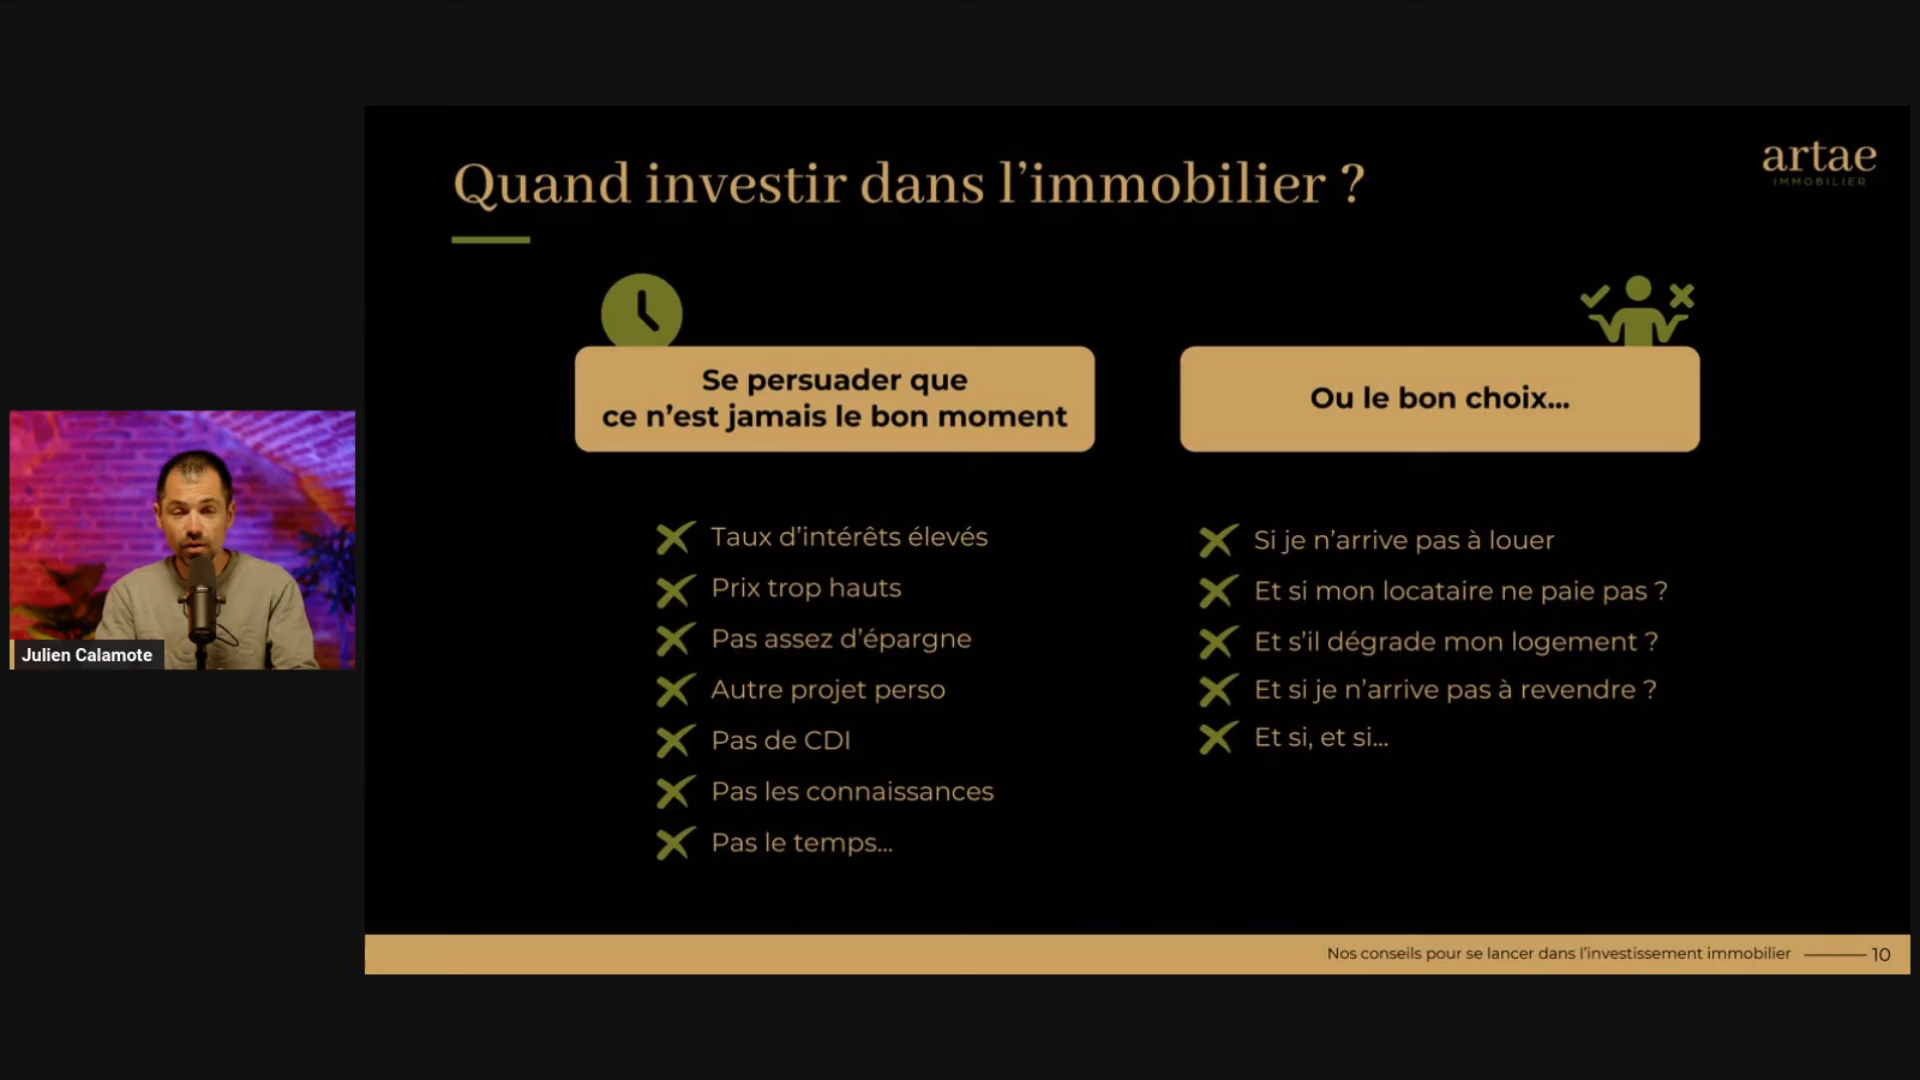 Quand investir dans l’immobilier ?
artae
IMMOBILIER
Se persuader que
ce n’est jamais le bon moment
Taux d’intérêts élevés
Prix trop hauts
Pas assez d’épargne
Autre projet perso
Pas de CDI
Pas les connaissances
Pas le temps...
Ou le bon choix...
Si je n’arrive pas à louer
Et si mon locataire ne paie pas ?
Et s’il dégrade mon logement ?
Et si je n’arrive pas à revendre ?
Et si, et si...
Julien Calamote
Nos conseils pour se lancer dans l’investissement immobilier
10